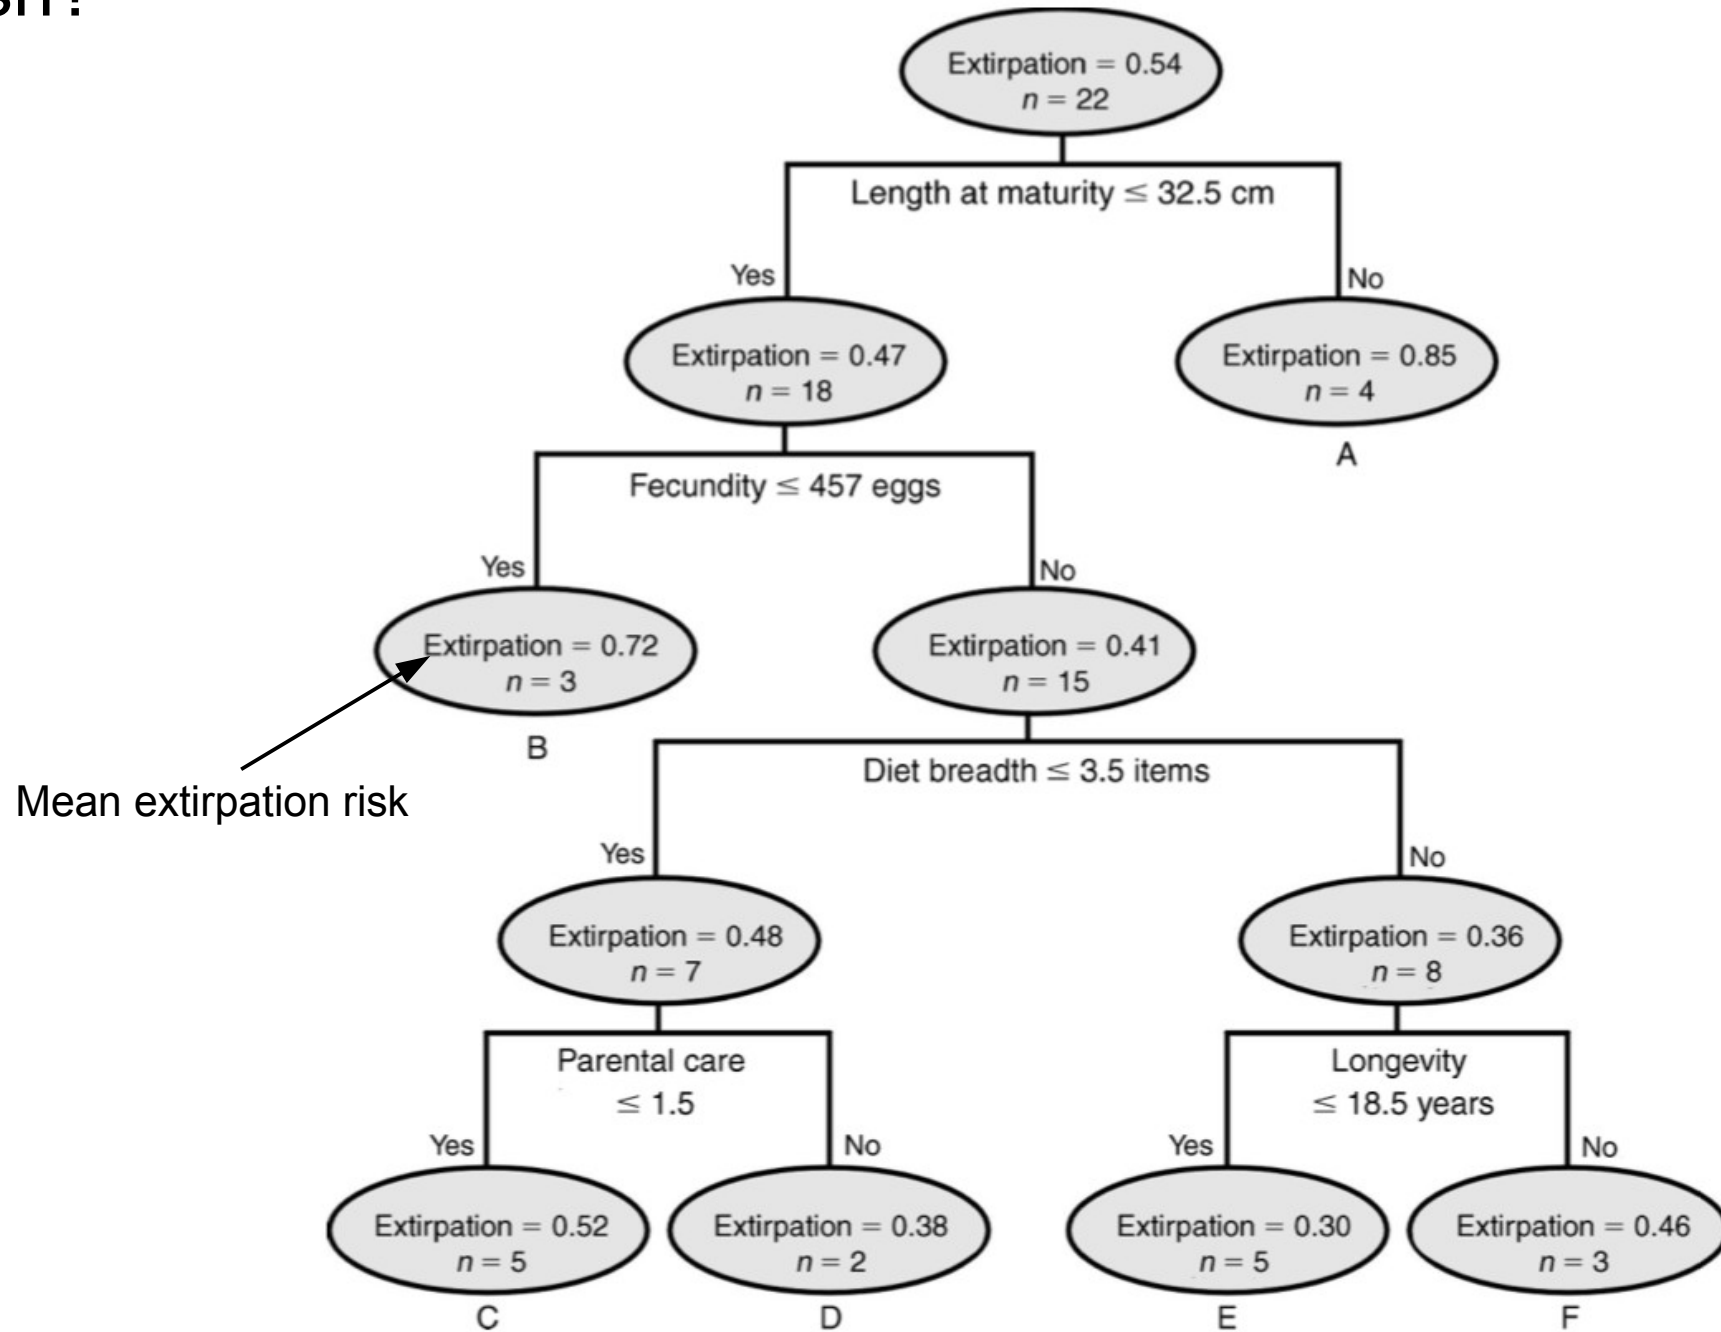 Extirpation = 0.54
n = 22
Length at maturity ≤ 32.5 cm
Yes
No
Extirpation = 0.47
n = 18
Extirpation = 0.85
n = 4
A
Fecundity ≤ 457 eggs
Yes
No
Extirpation = 0.72
n = 3
B
Extirpation = 0.41
n = 15
Mean extirpation risk
Diet breadth ≤ 3.5 items
Yes
No
Extirpation = 0.48
n = 7
Extirpation = 0.36
n = 8
Parental care
≤ 1.5
Longevity
≤ 18.5 years
Yes
No
Yes
No
Extirpation = 0.52
n = 5
Extirpation = 0.38
n = 2
Extirpation = 0.30
n = 5
Extirpation = 0.46
n = 3
C
D
E
F